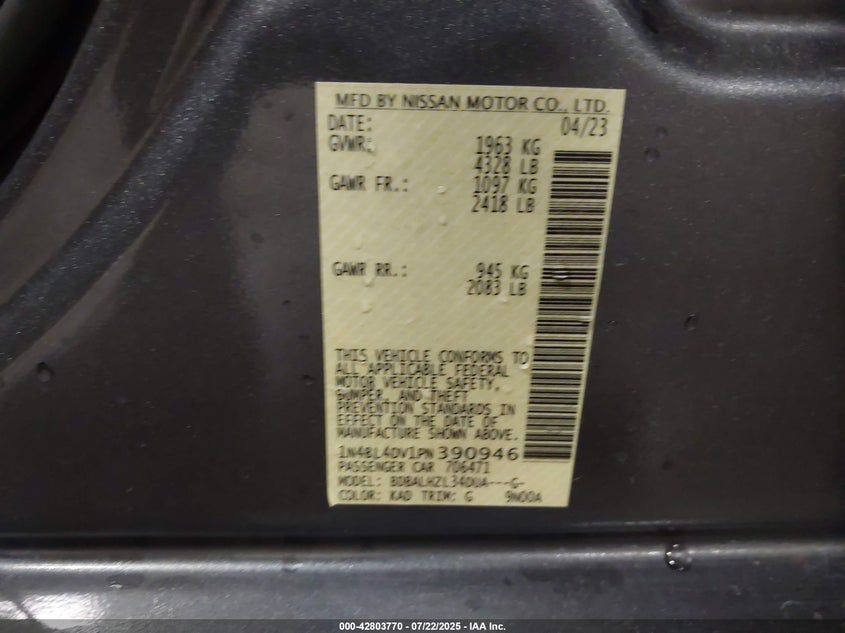 MFD BY NISSAN MOTOR CO., LTD.
DATE: 04/23
GVWR: 1963 KG
4328 LB
GAWR FR.: 1097 KG
2418 LB
GAWR RR.: 945 KG
2083 LB
THIS VEHICLE CONFORMS TO
ALL APPLICABLE FEDERAL
MOTOR VEHICLE SAFETY,
BUMPER, AND THEFT
PREVENTION STANDARDS IN
EFFECT ON THE DATE OF
MANUFACTURE SHOWN ABOVE.
1N4BL4DV1PN390946
PASSENGER CAR 706471
MODEL: BDBALHZL34DUA---G-
COLOR: KAD TRIM: G 9N00A
000-42803770 - 07/22/2025 - IAA Inc.